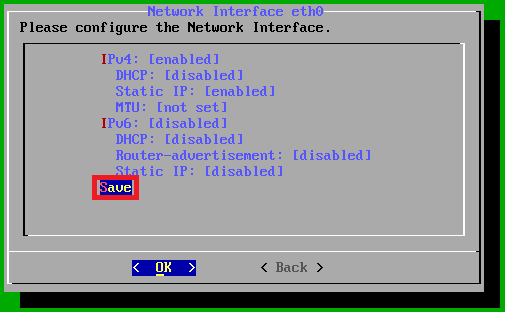 Network Interface eth0
Please configure the Network Interface.
IPv4: [enabled]
DHCP: [disabled]
Static IP: [enabled]
MTU: [not set]
IPv6: [disabled]
DHCP: [disabled]
Router-advertisement: [disabled]
Static IP: [disabled]
Save
< OK > < Back >